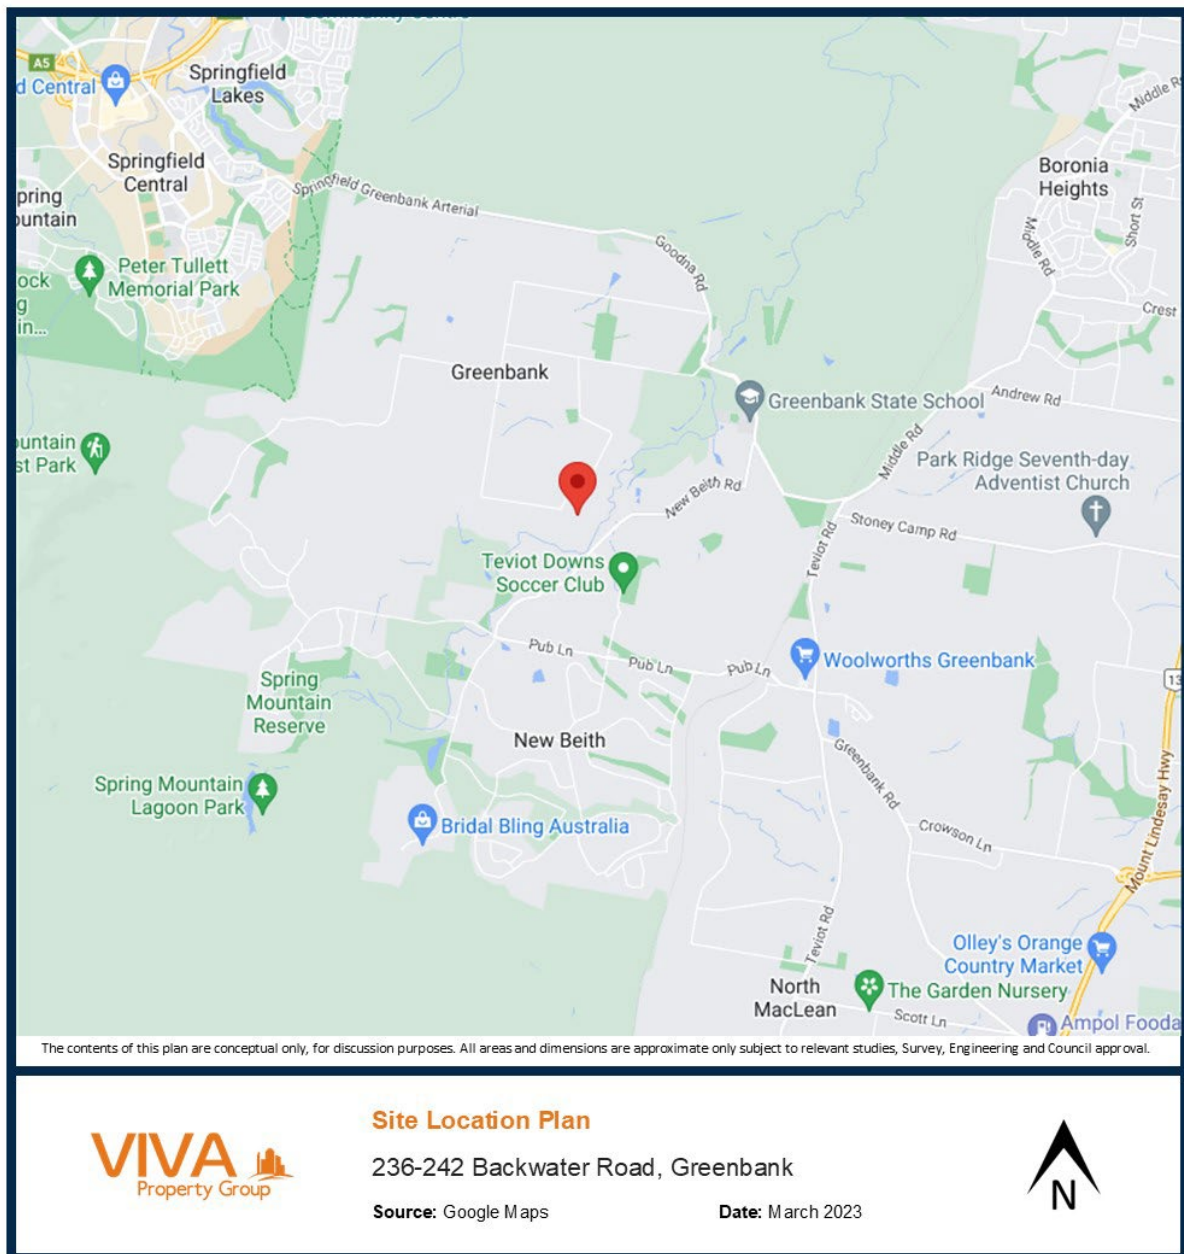 A5
d Central
Springfield
Lakes
Springfield
Central
pring
ountain
Springfield Greenbank Arterial
Goodna Rd
Middle Rd
Boronia
Heights
Short St
Middle Rd
Crest
Peter Tullett
Memorial Park
ock
g
in...
Greenbank
Greenbank State School
Andrew Rd
Middle Rd
Park Ridge Seventh-day
Adventist Church
ountain
st Park
New Beith Rd
Stoney Camp Rd
Teviot Rd
Teviot Downs
Soccer Club
Pub Ln
Pub Ln
Pub Ln
Woolworths Greenbank
13
Spring
Mountain
Reserve
New Beith
Spring Mountain
Lagoon Park
Bridal Bling Australia
Greenbank Rd
Crowson Ln
Mount Lindesay Hwy
Teviot Rd
Olley's Orange
Country Market
North
MacLean
The Garden Nursery
Scott Ln
Ampol Fooda
The contents of this plan are conceptual only, for discussion purposes. All areas and dimensions are approximate only subject to relevant studies, Survey, Engineering and Council approval.
VIVA
Property Group
Site Location Plan
236-242 Backwater Road, Greenbank
Source: Google Maps Date: March 2023
N